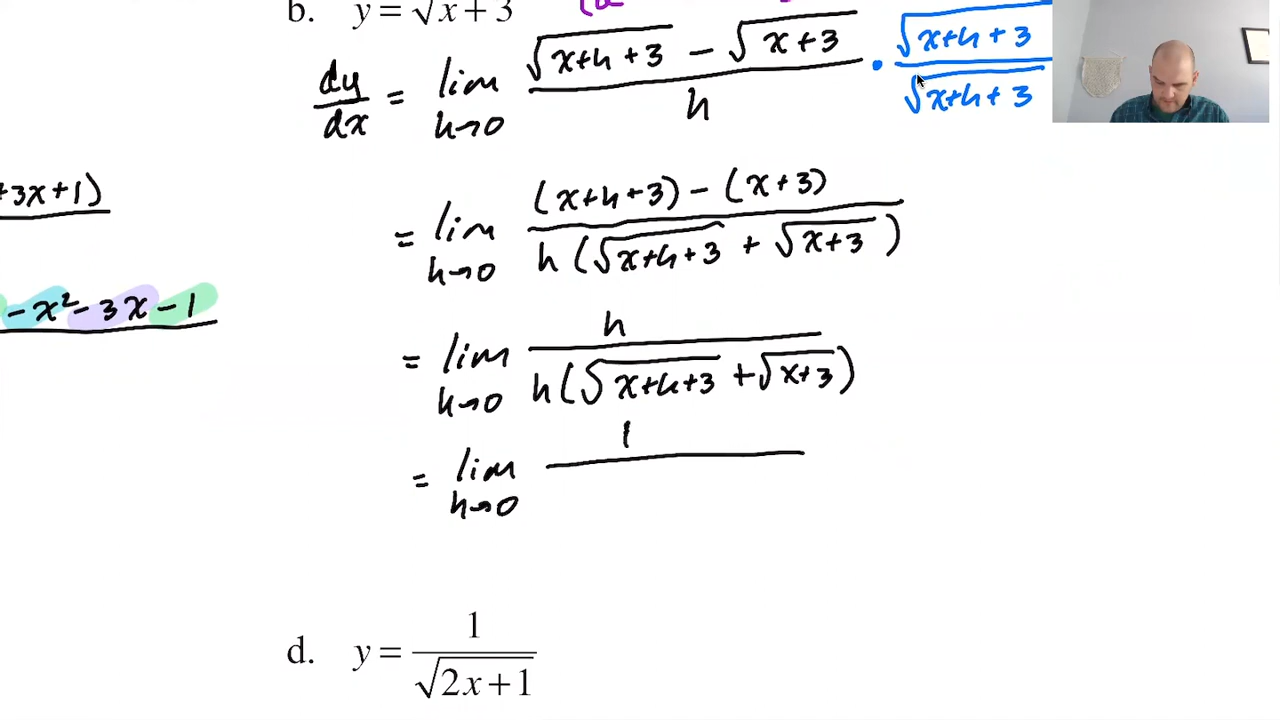 b. y = √x + 3
dy/dx = lim h→0 (√(x+h+3) − √(x+3))/h · √(x+h+3)/√(x+h+3)
+3x+1)
= lim h→0 ((x+h+3) − (x+3))/(h(√(x+h+3) + √(x+3)))
−x²−3x−1
= lim h→0 h/(h(√(x+h+3) + √(x+3)))
= lim h→0 1
d. y = 1/√(2x+1)